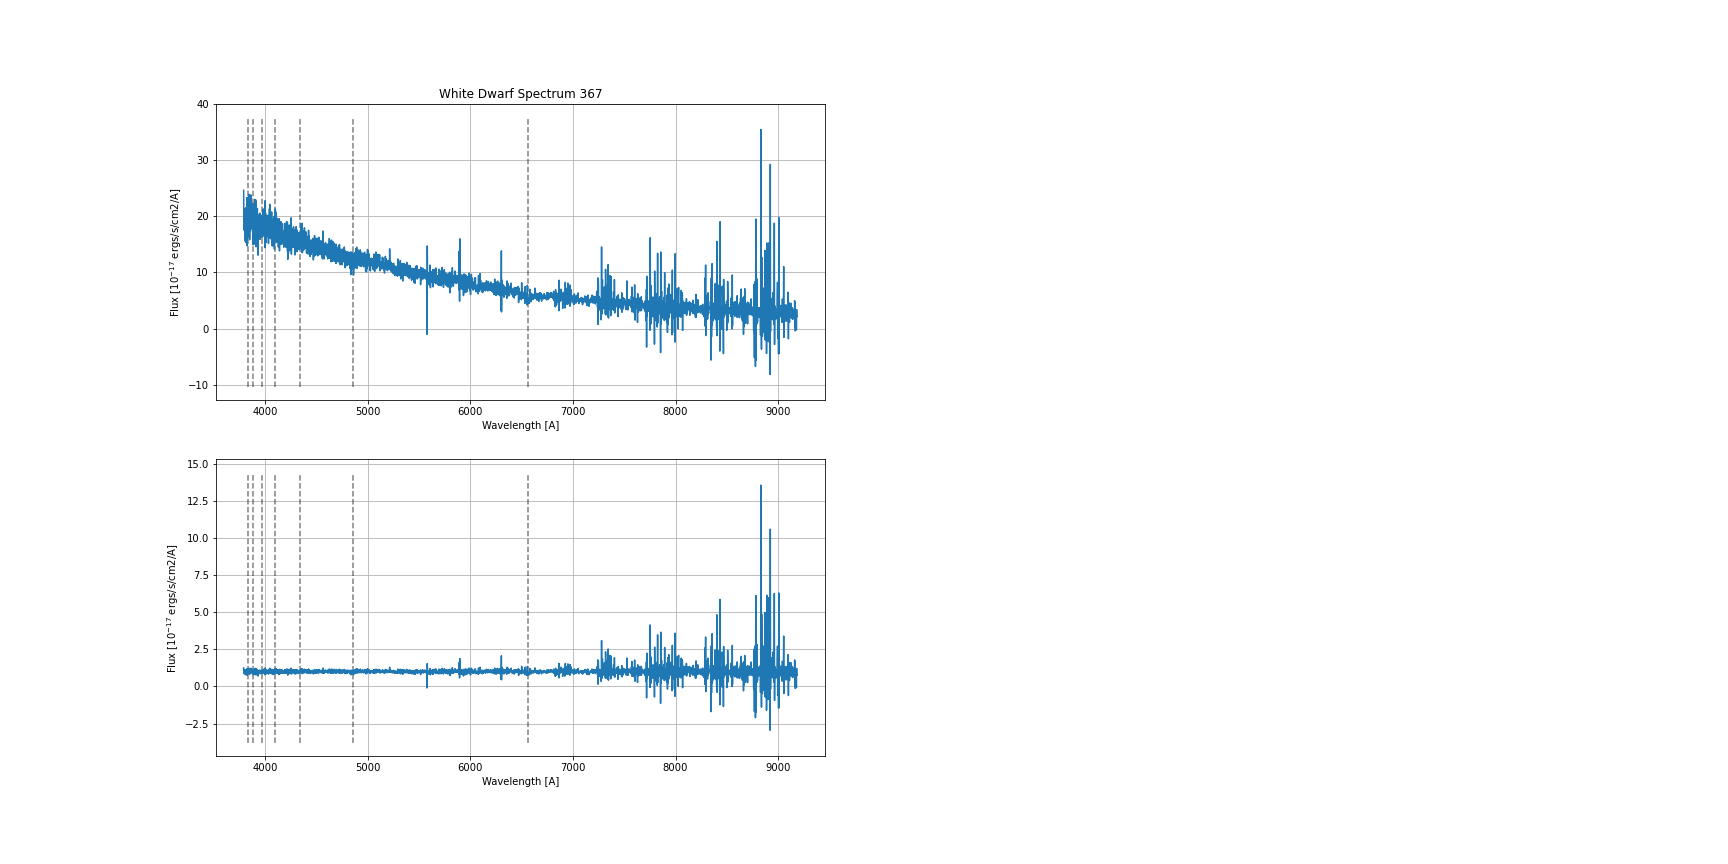 White Dwarf Spectrum 367
40
30
20
10
0
−10
Flux [10⁻¹⁷ ergs/s/cm2/A]
4000 5000 6000 7000 8000 9000
Wavelength [A]
15.0
12.5
10.0
7.5
5.0
2.5
0.0
−2.5
Flux [10⁻¹⁷ ergs/s/cm2/A]
4000 5000 6000 7000 8000 9000
Wavelength [A]